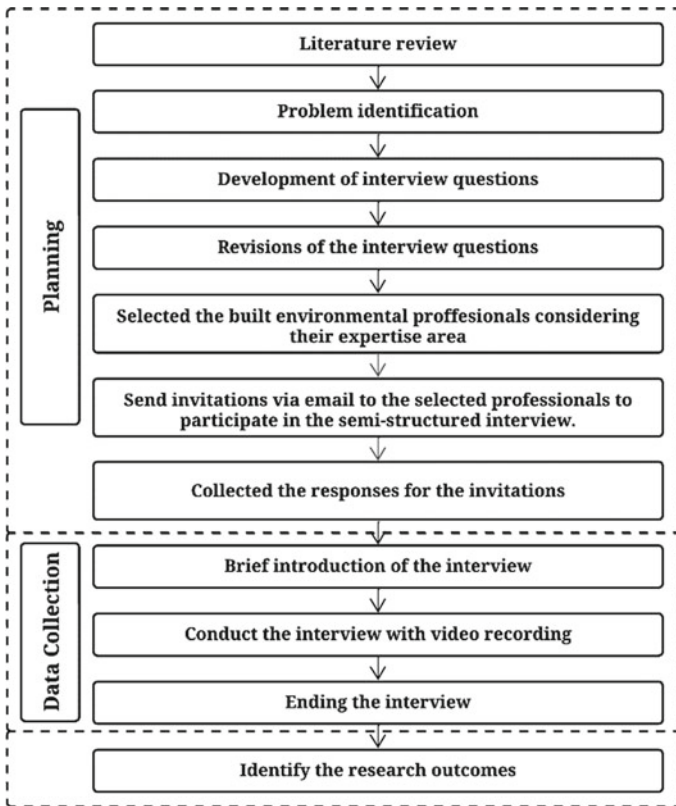 Literature review
Planning
Problem identification
Development of interview questions
Revisions of the interview questions
Selected the built environmental proffesionals considering
their expertise area
Send invitations via email to the selected professionals to
participate in the semi-structured interview.
Collected the responses for the invitations
Data Collection
Brief introduction of the interview
Conduct the interview with video recording
Ending the interview
Identify the research outcomes